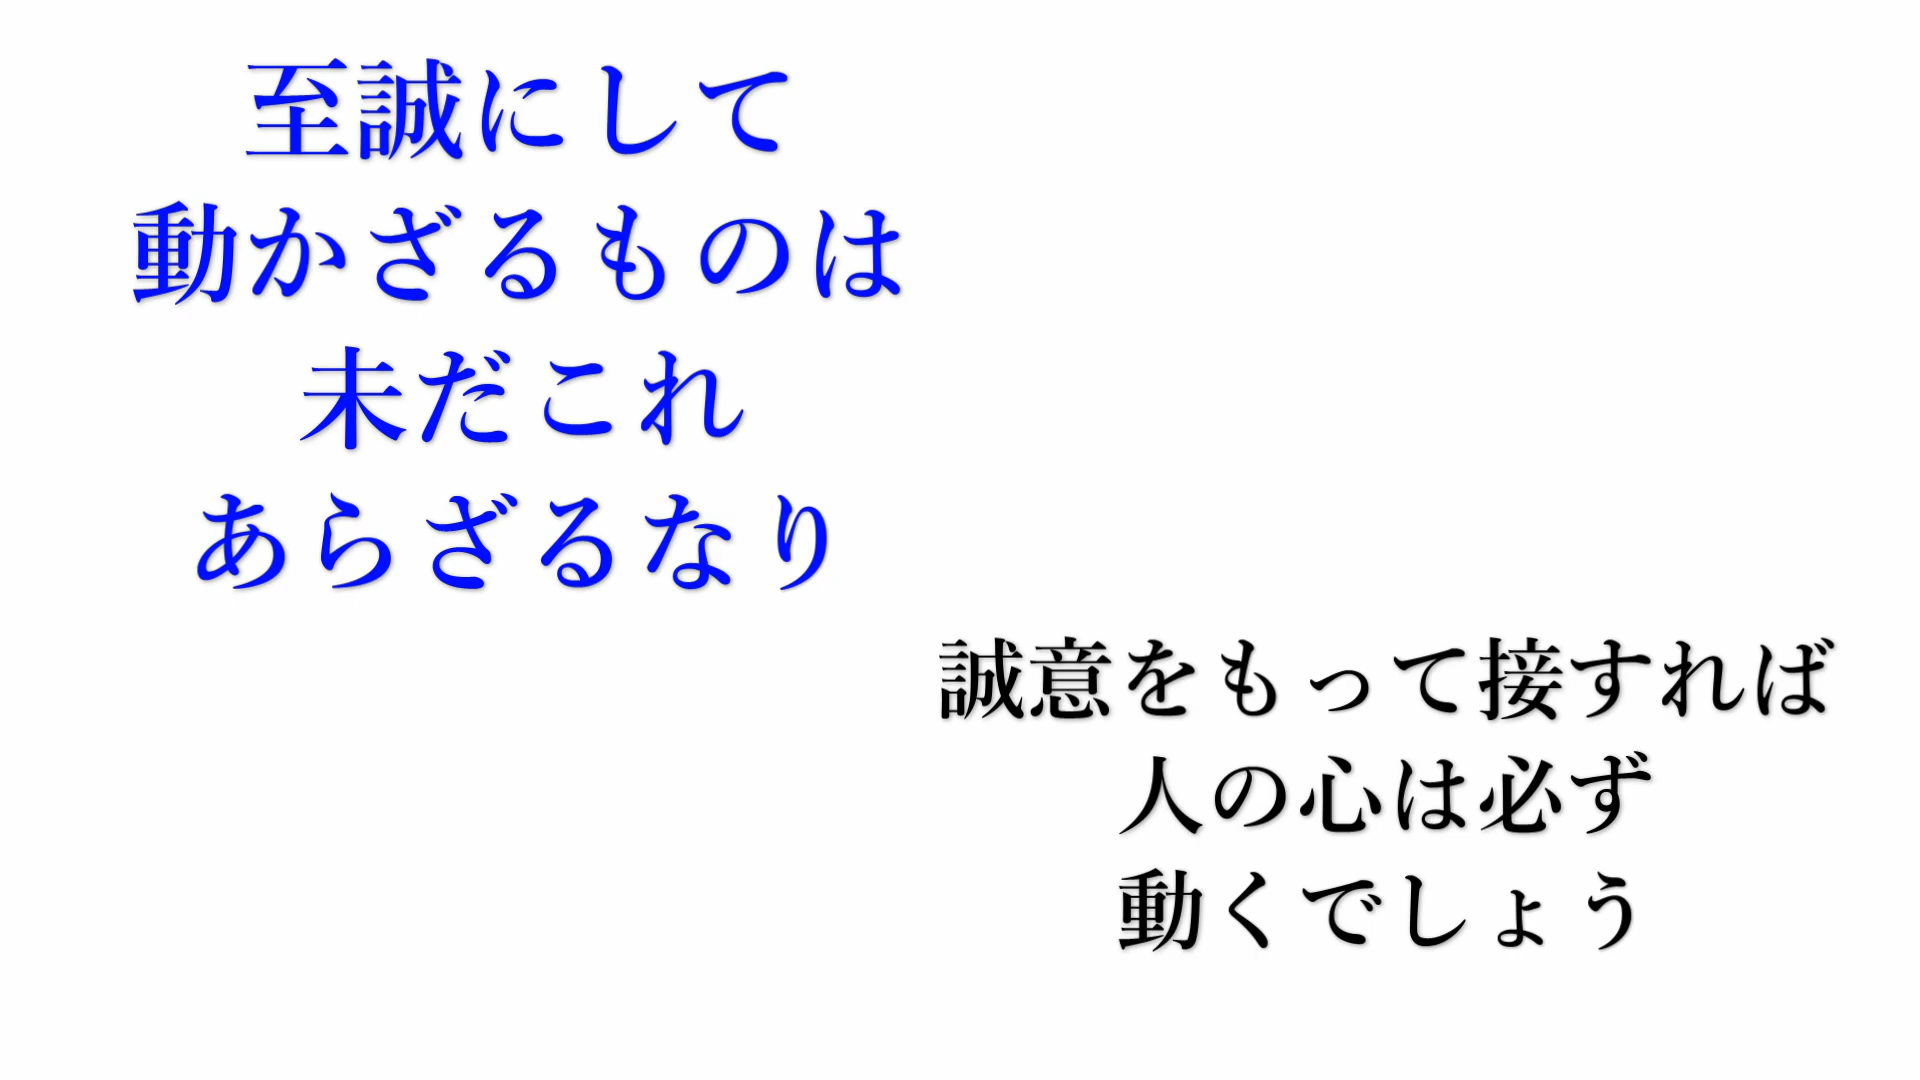 至誠にして
動かざるものは
未だこれ
あらざるなり
誠意をもって接すれば
人の心は必ず
動くでしょう